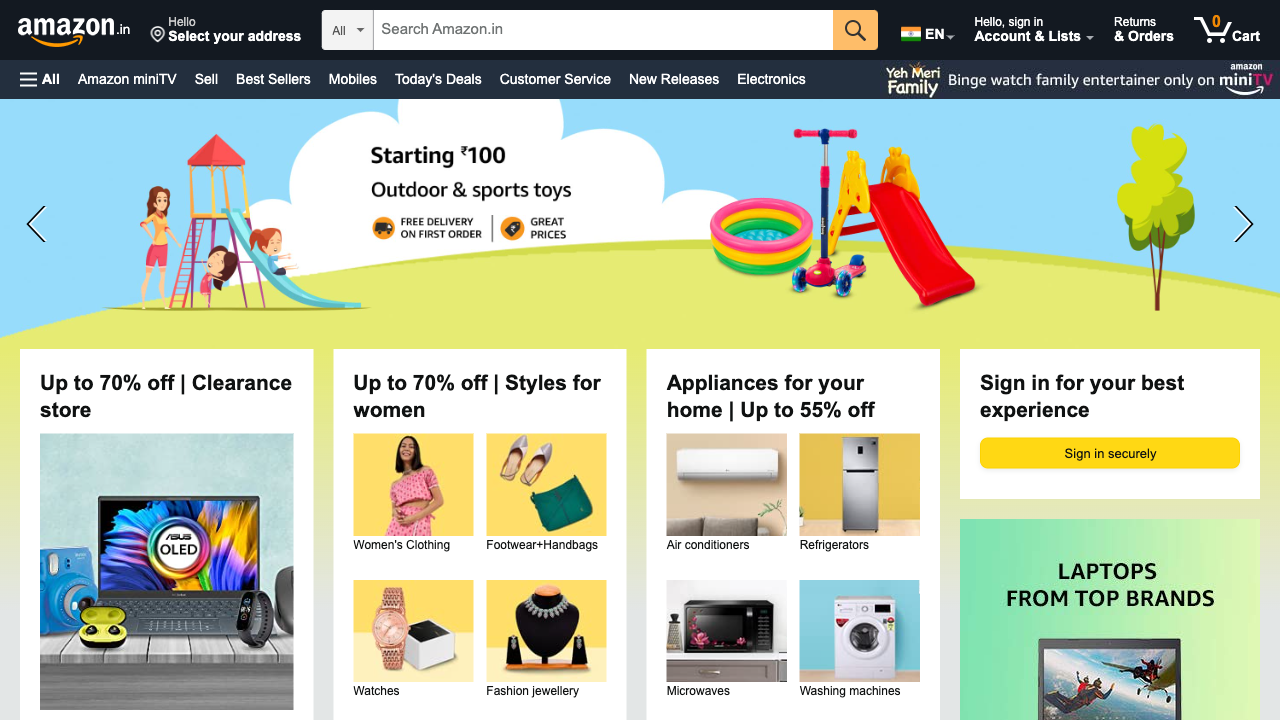 amazon.in
Hello
Select your address
All
Search Amazon.in
EN
Hello, sign in
Account & Lists
Returns
& Orders
0
Cart
All
Amazon miniTV
Sell
Best Sellers
Mobiles
Today's Deals
Customer Service
New Releases
Electronics
Yeh Meri
Family
Binge watch family entertainer only on
amazon
miniTV
Starting ₹100
Outdoor & sports toys
FREE DELIVERY
ON FIRST ORDER
GREAT
PRICES
Up to 70% off | Clearance
store
ASUS
OLED
Up to 70% off | Styles for
women
Women's Clothing
Footwear+Handbags
Watches
Fashion jewellery
Appliances for your
home | Up to 55% off
Air conditioners
Refrigerators
Microwaves
Washing machines
Sign in for your best
experience
Sign in securely
LAPTOPS
FROM TOP BRANDS